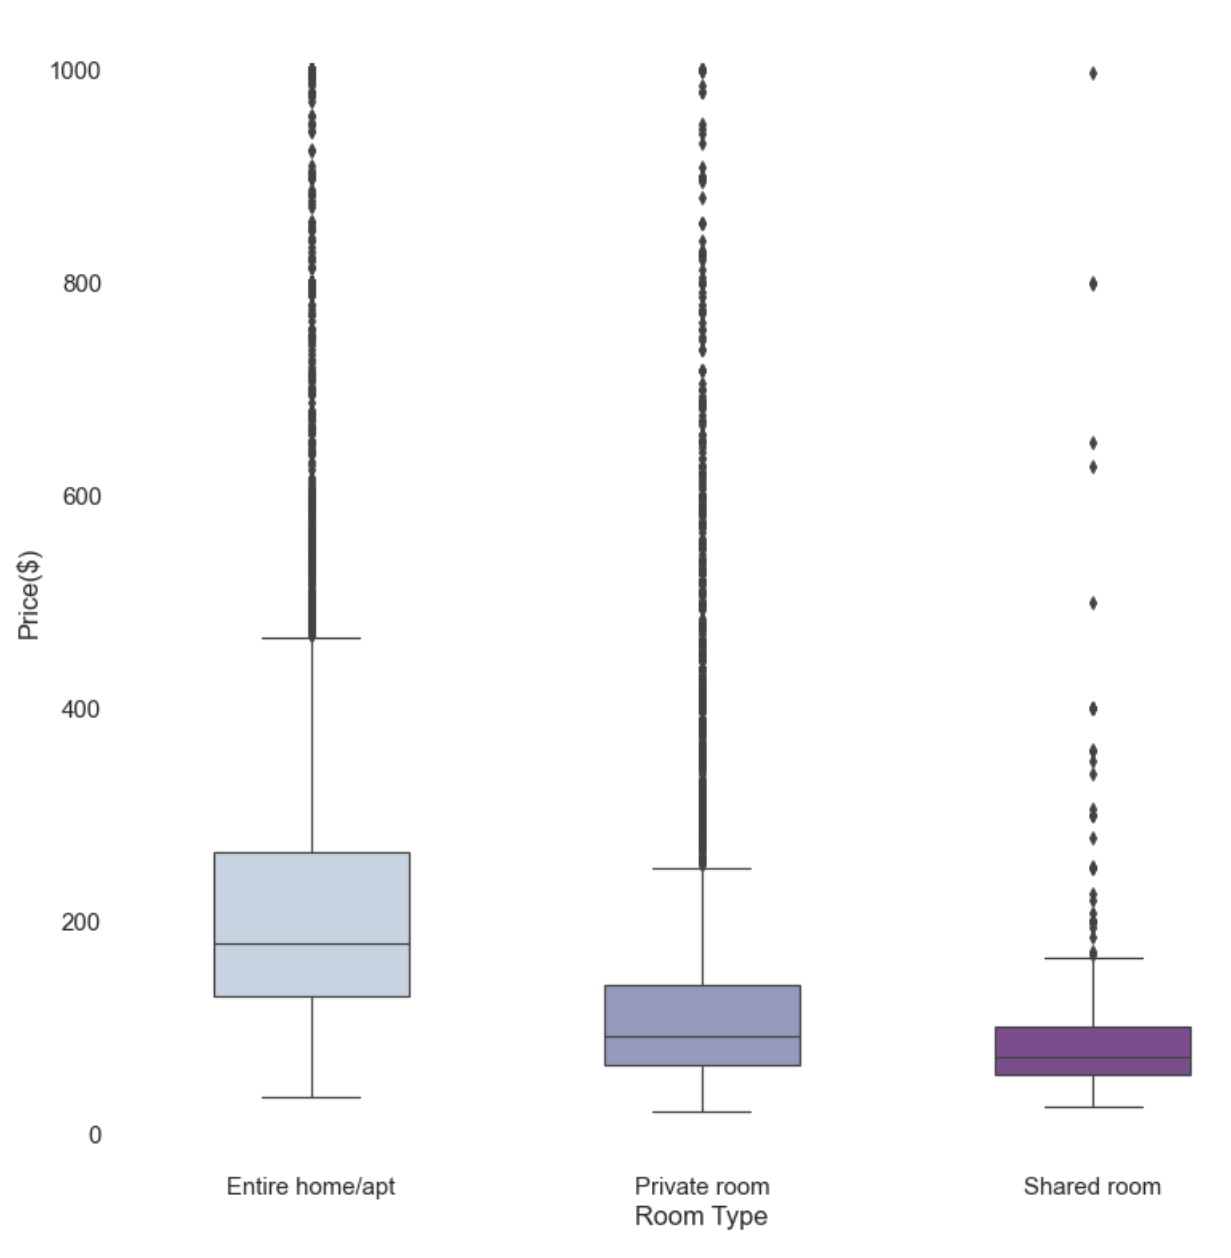 1000
800
600
400
200
0
Price($)
Entire home/apt
Private room
Shared room
Room Type